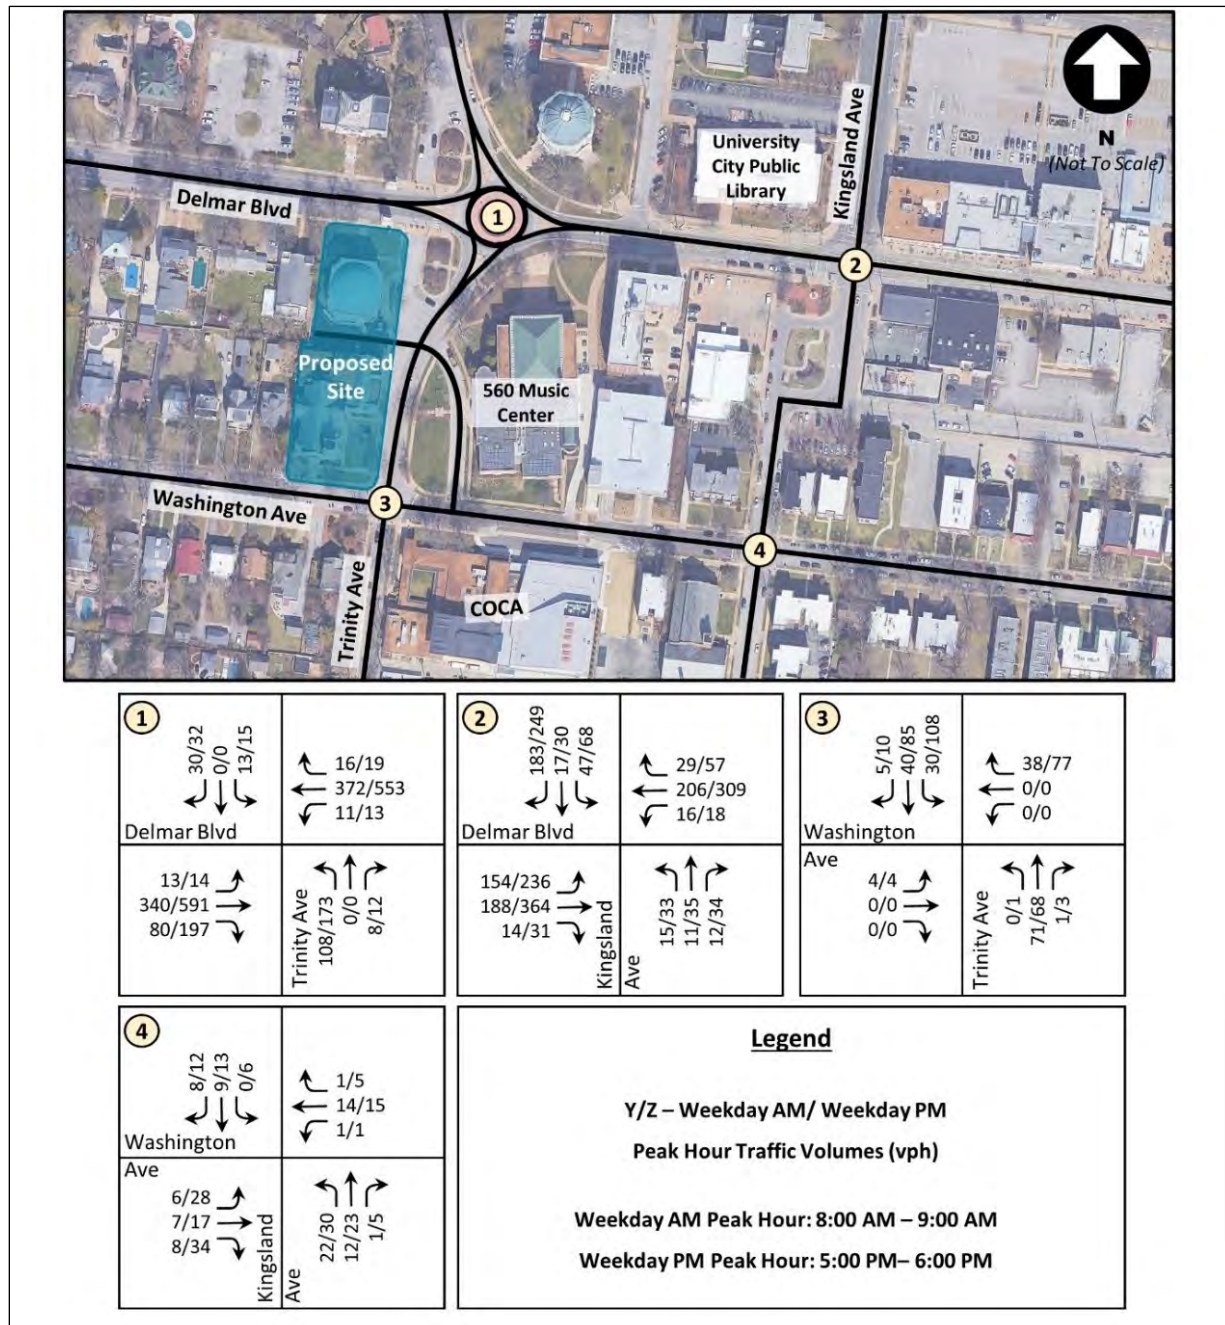 N
(Not To Scale)
University
City Public
Library
Kingsland Ave
Delmar Blvd
1
2
Proposed
Site
560 Music
Center
Washington Ave
3
4
Trinity Ave
COCA
1
30/32
0/0
13/15
16/19
372/553
11/13
Delmar Blvd
13/14
340/591
80/197
Trinity Ave
108/173
0/0
8/12
2
183/249
17/30
47/68
29/57
206/309
16/18
Delmar Blvd
154/236
188/364
14/31
Kingsland
Ave
15/33
11/35
12/34
3
5/10
40/85
30/108
38/77
0/0
0/0
Washington
Ave
4/4
0/0
0/0
Trinity Ave
0/1
71/68
1/3
4
8/12
9/13
0/6
1/5
14/15
1/1
Washington
Ave
6/28
7/17
8/34
Kingsland
Ave
22/30
12/23
1/5
Legend
Y/Z – Weekday AM/ Weekday PM
Peak Hour Traffic Volumes (vph)
Weekday AM Peak Hour: 8:00 AM – 9:00 AM
Weekday PM Peak Hour: 5:00 PM– 6:00 PM